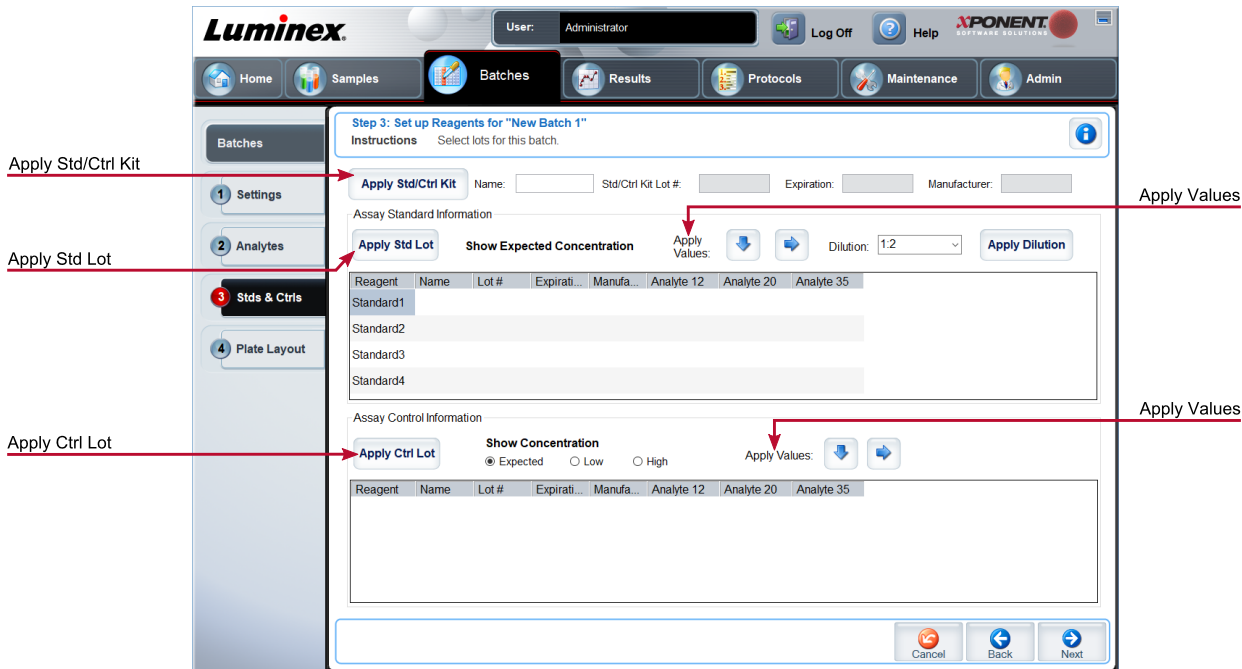 Luminex.
User: Administrator
Log Off
Help
XPONENT.
SOFTWARE SOLUTIONS
Home
Samples
Batches
Results
Protocols
Maintenance
Admin
Batches
1 Settings
2 Analytes
3 Stds & Ctrls
4 Plate Layout
Step 3: Set up Reagents for "New Batch 1"
Instructions Select lots for this batch.
Apply Std/Ctrl Kit
Apply Std/Ctrl Kit Name: Std/Ctrl Kit Lot #: Expiration: Manufacturer:
Apply Values
Assay Standard Information
Apply Std Lot
Apply Std Lot Show Expected Concentration Apply Values: Dilution: 1:2 Apply Dilution
Reagent Name Lot # Expirati... Manufa... Analyte 12 Analyte 20 Analyte 35
Standard1
Standard2
Standard3
Standard4
Apply Values
Assay Control Information
Apply Ctrl Lot
Apply Ctrl Lot Show Concentration Apply Values:
Expected Low High
Reagent Name Lot # Expirati... Manufa... Analyte 12 Analyte 20 Analyte 35
Cancel Back Next